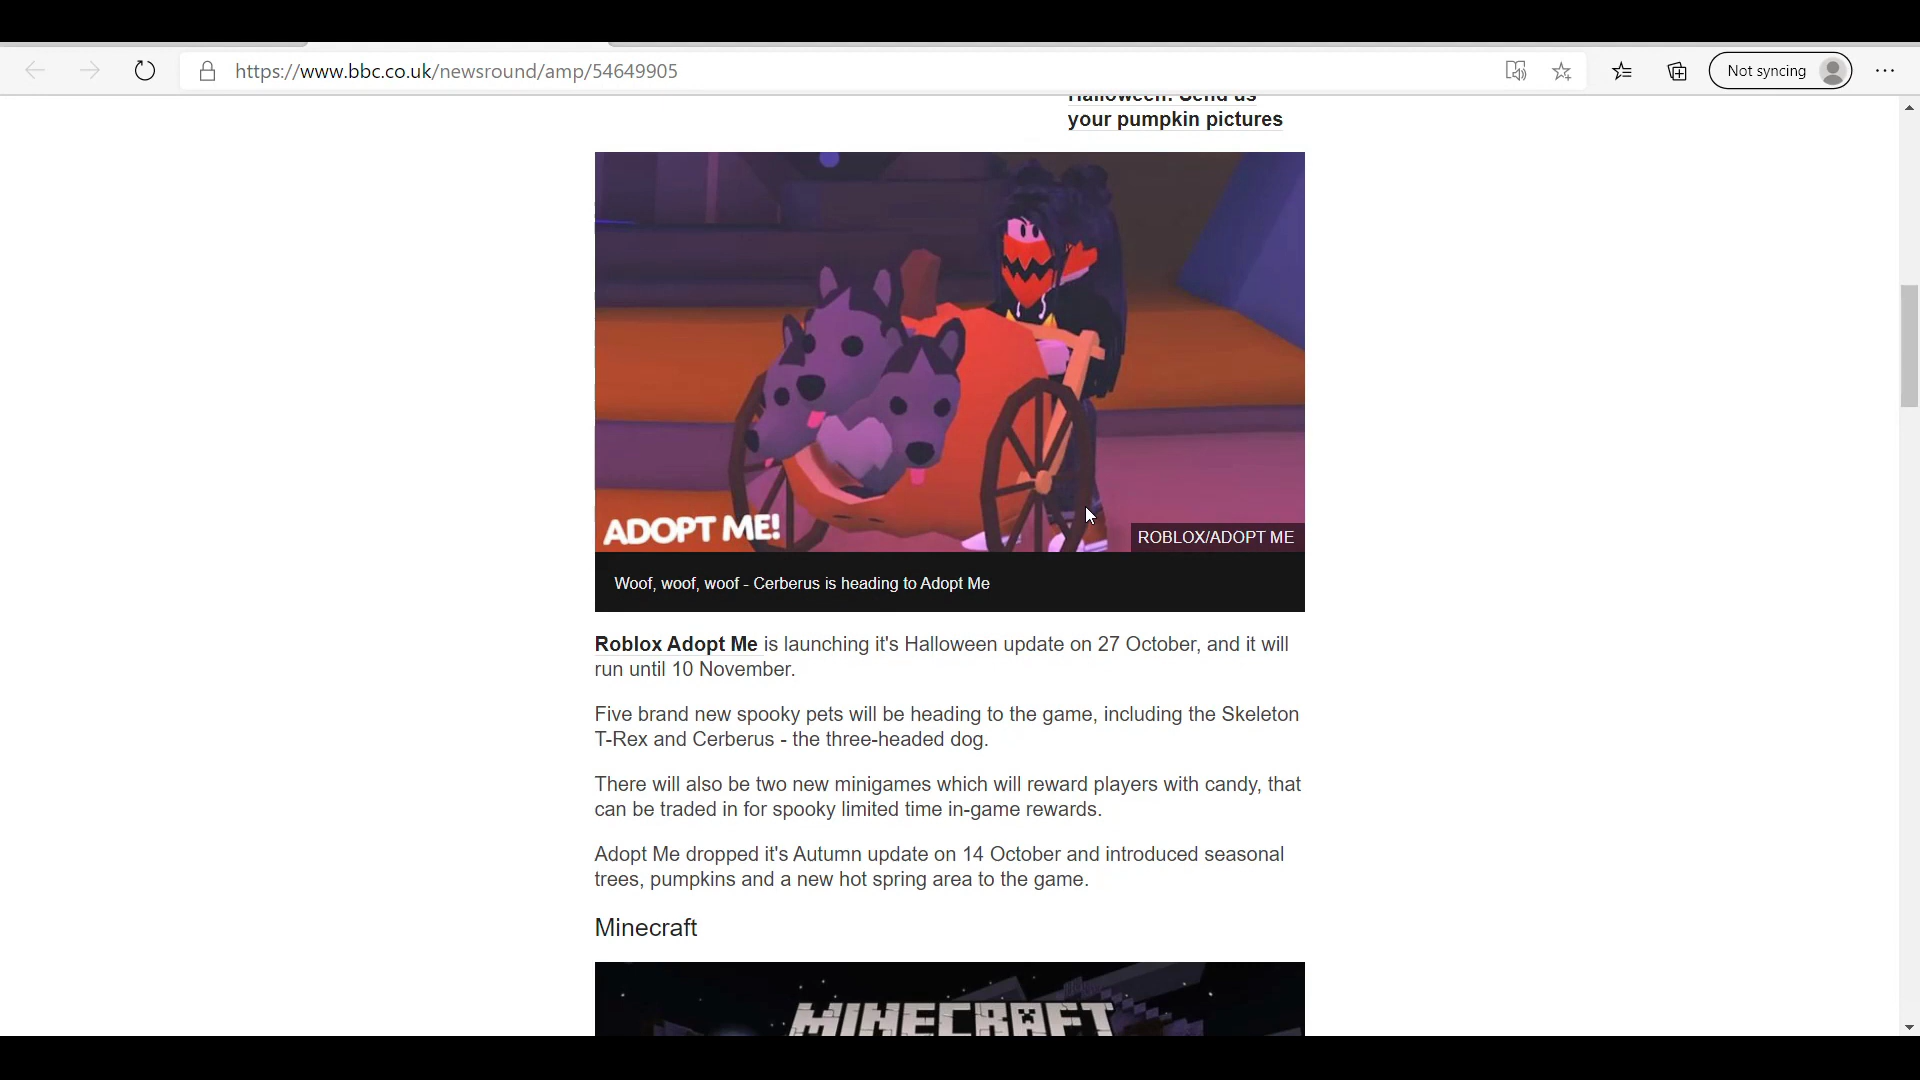 https://www.bbc.co.uk/newsround/amp/54649905
Not syncing
Halloween: Send us
your pumpkin pictures
ADOPT ME!
ROBLOX/ADOPT ME
Woof, woof, woof - Cerberus is heading to Adopt Me
Roblox Adopt Me is launching it's Halloween update on 27 October, and it will
run until 10 November.
Five brand new spooky pets will be heading to the game, including the Skeleton
T-Rex and Cerberus - the three-headed dog.
There will also be two new minigames which will reward players with candy, that
can be traded in for spooky limited time in-game rewards.
Adopt Me dropped it's Autumn update on 14 October and introduced seasonal
trees, pumpkins and a new hot spring area to the game.
Minecraft
MINECRAFT